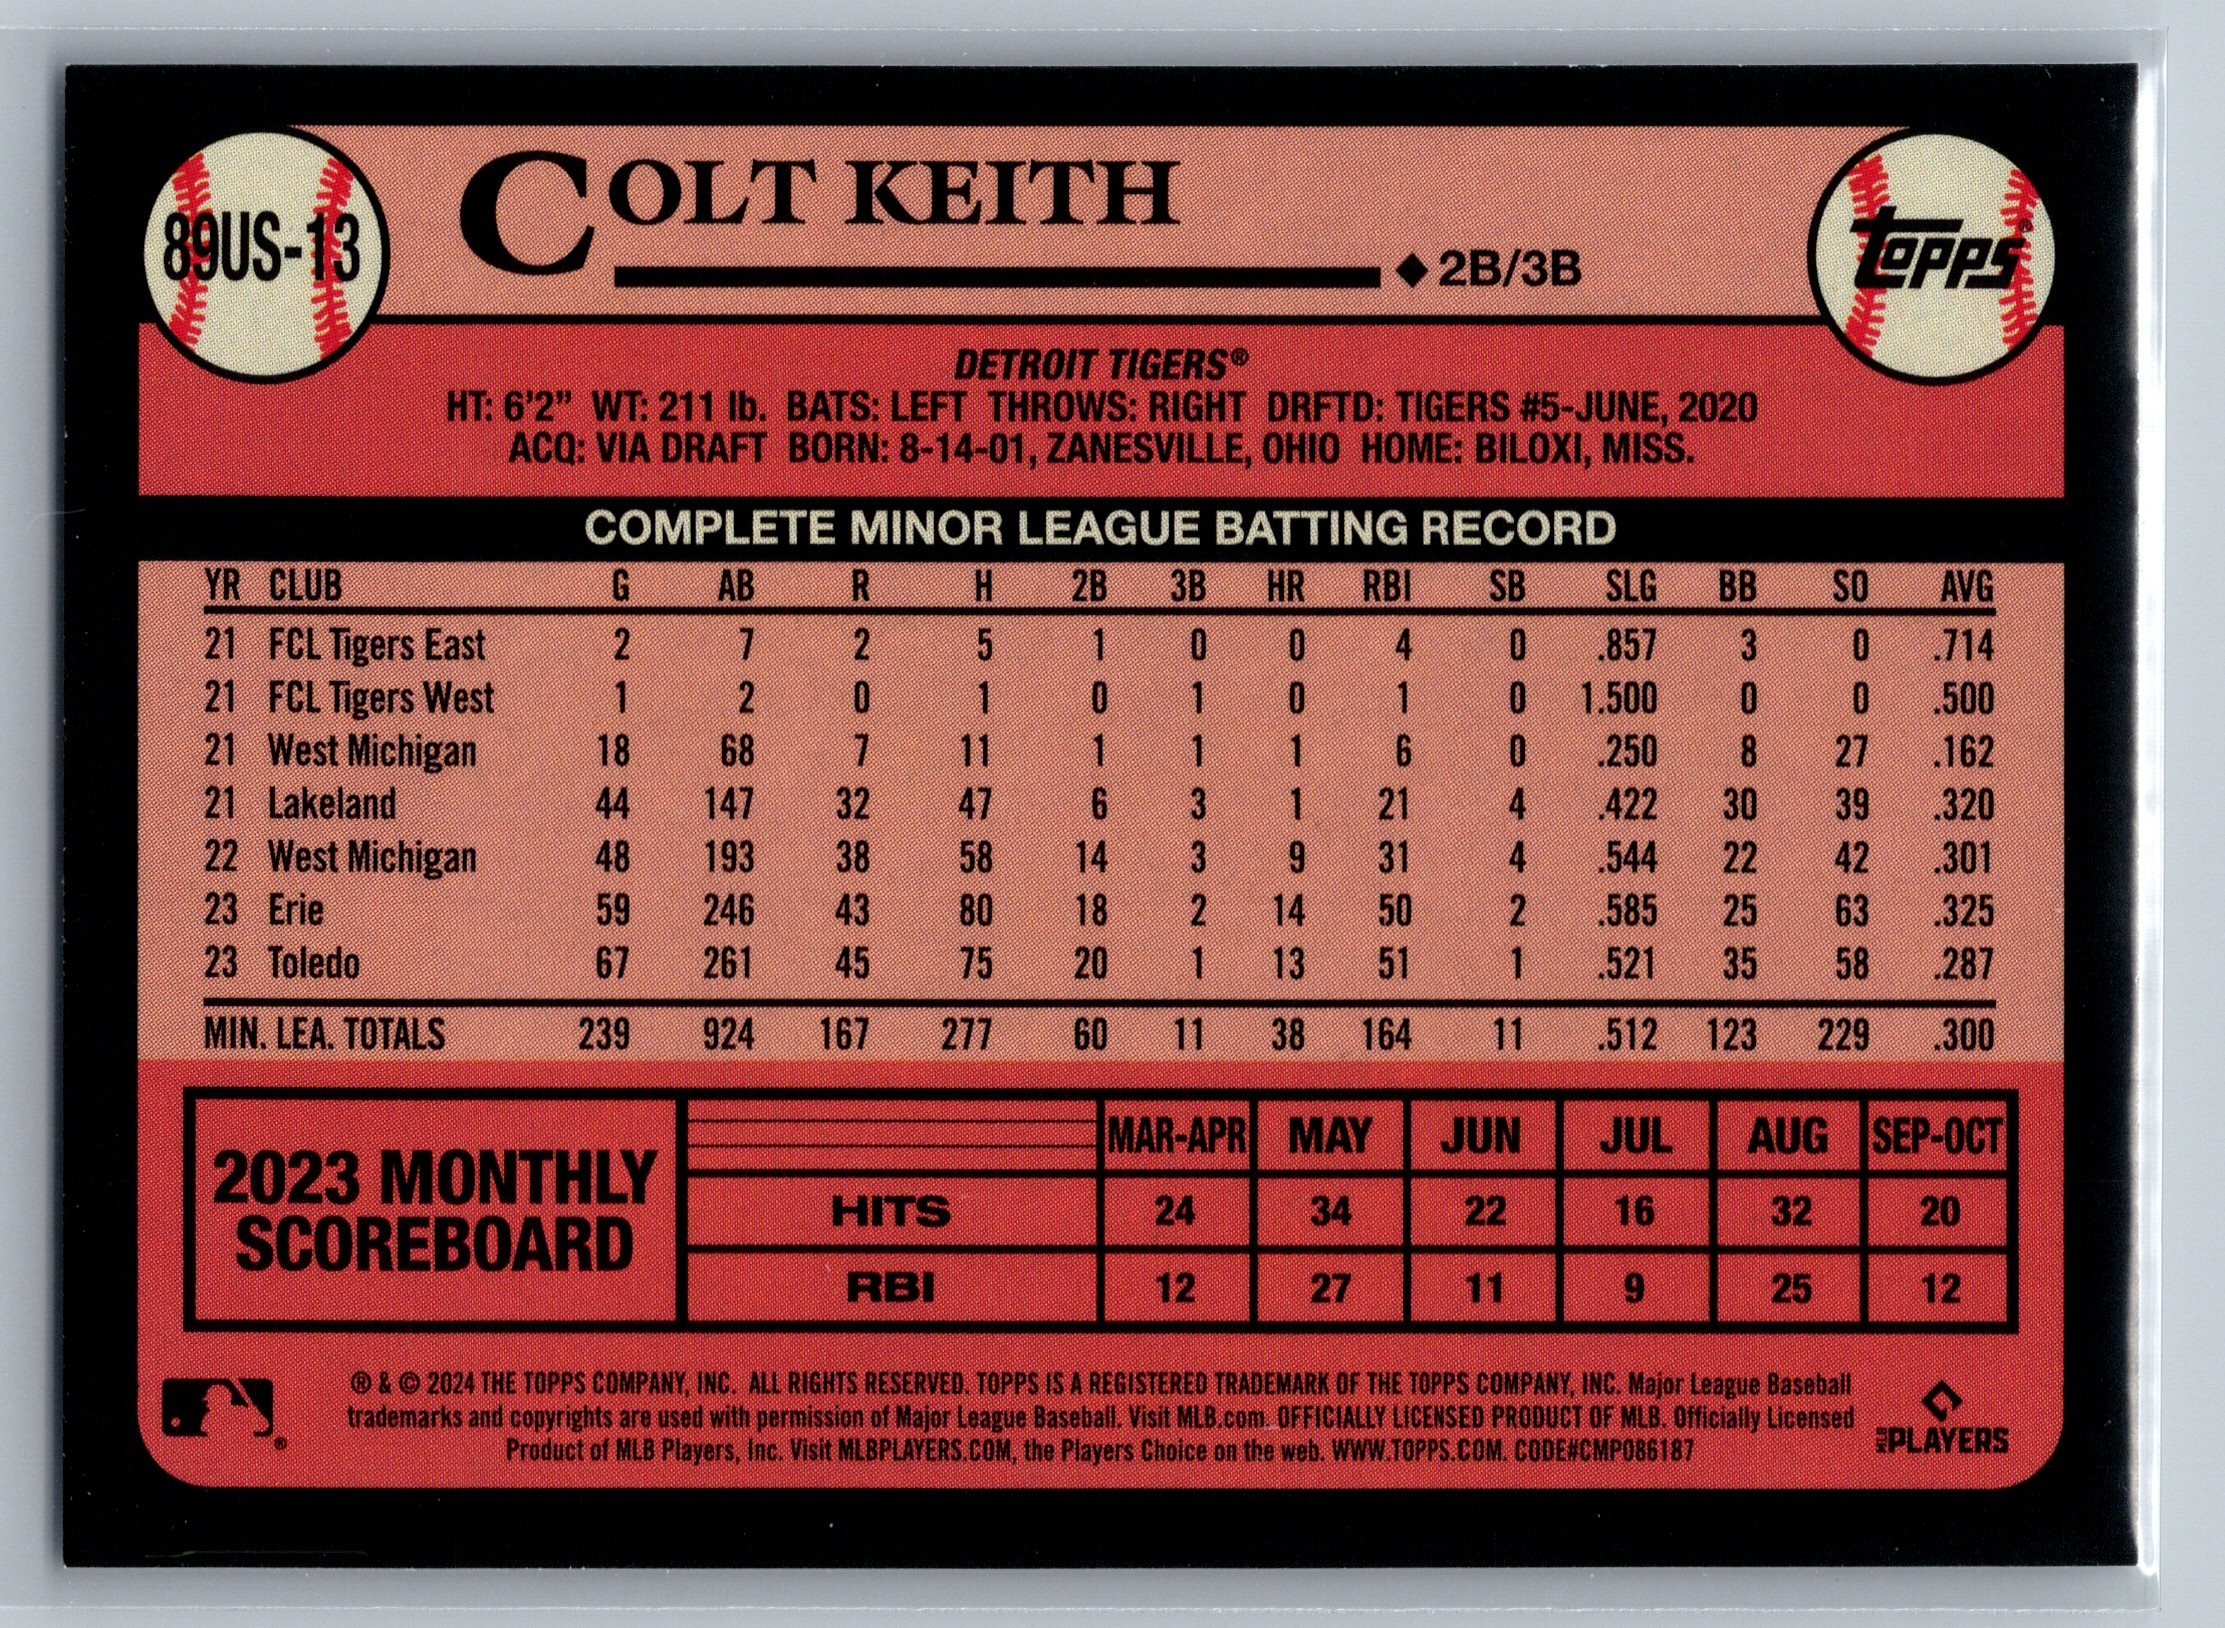 89US-13
COLT KEITH
◆ 2B/3B
topps®
DETROIT TIGERS®
HT: 6'2" WT: 211 lb. BATS: LEFT THROWS: RIGHT DRFTD: TIGERS #5-JUNE, 2020
ACQ: VIA DRAFT BORN: 8-14-01, ZANESVILLE, OHIO HOME: BILOXI, MISS.
COMPLETE MINOR LEAGUE BATTING RECORD
YR CLUB G AB R H 2B 3B HR RBI SB SLG BB SO AVG
21 FCL Tigers East 2 7 2 5 1 0 0 4 0 .857 3 0 .714
21 FCL Tigers West 1 2 0 1 0 1 0 1 0 1.500 0 0 .500
21 West Michigan 18 68 7 11 1 1 1 6 0 .250 8 27 .162
21 Lakeland 44 147 32 47 6 3 1 21 4 .422 30 39 .320
22 West Michigan 48 193 38 58 14 3 9 31 4 .544 22 42 .301
23 Erie 59 246 43 80 18 2 14 50 2 .585 25 63 .325
23 Toledo 67 261 45 75 20 1 13 51 1 .521 35 58 .287
MIN. LEA. TOTALS 239 924 167 277 60 11 38 164 11 .512 123 229 .300
2023 MONTHLY
SCOREBOARD
MAR-APR MAY JUN JUL AUG SEP-OCT
HITS 24 34 22 16 32 20
RBI 12 27 11 9 25 12
® & © 2024 THE TOPPS COMPANY, INC. ALL RIGHTS RESERVED. TOPPS IS A REGISTERED TRADEMARK OF THE TOPPS COMPANY, INC. Major League Baseball
trademarks and copyrights are used with permission of Major League Baseball. Visit MLB.com. OFFICIALLY LICENSED PRODUCT OF MLB. Officially Licensed
Product of MLB Players, Inc. Visit MLBPLAYERS.COM, the Players Choice on the web. WWW.TOPPS.COM. CODE#CMP086187
®
MLB PLAYERS